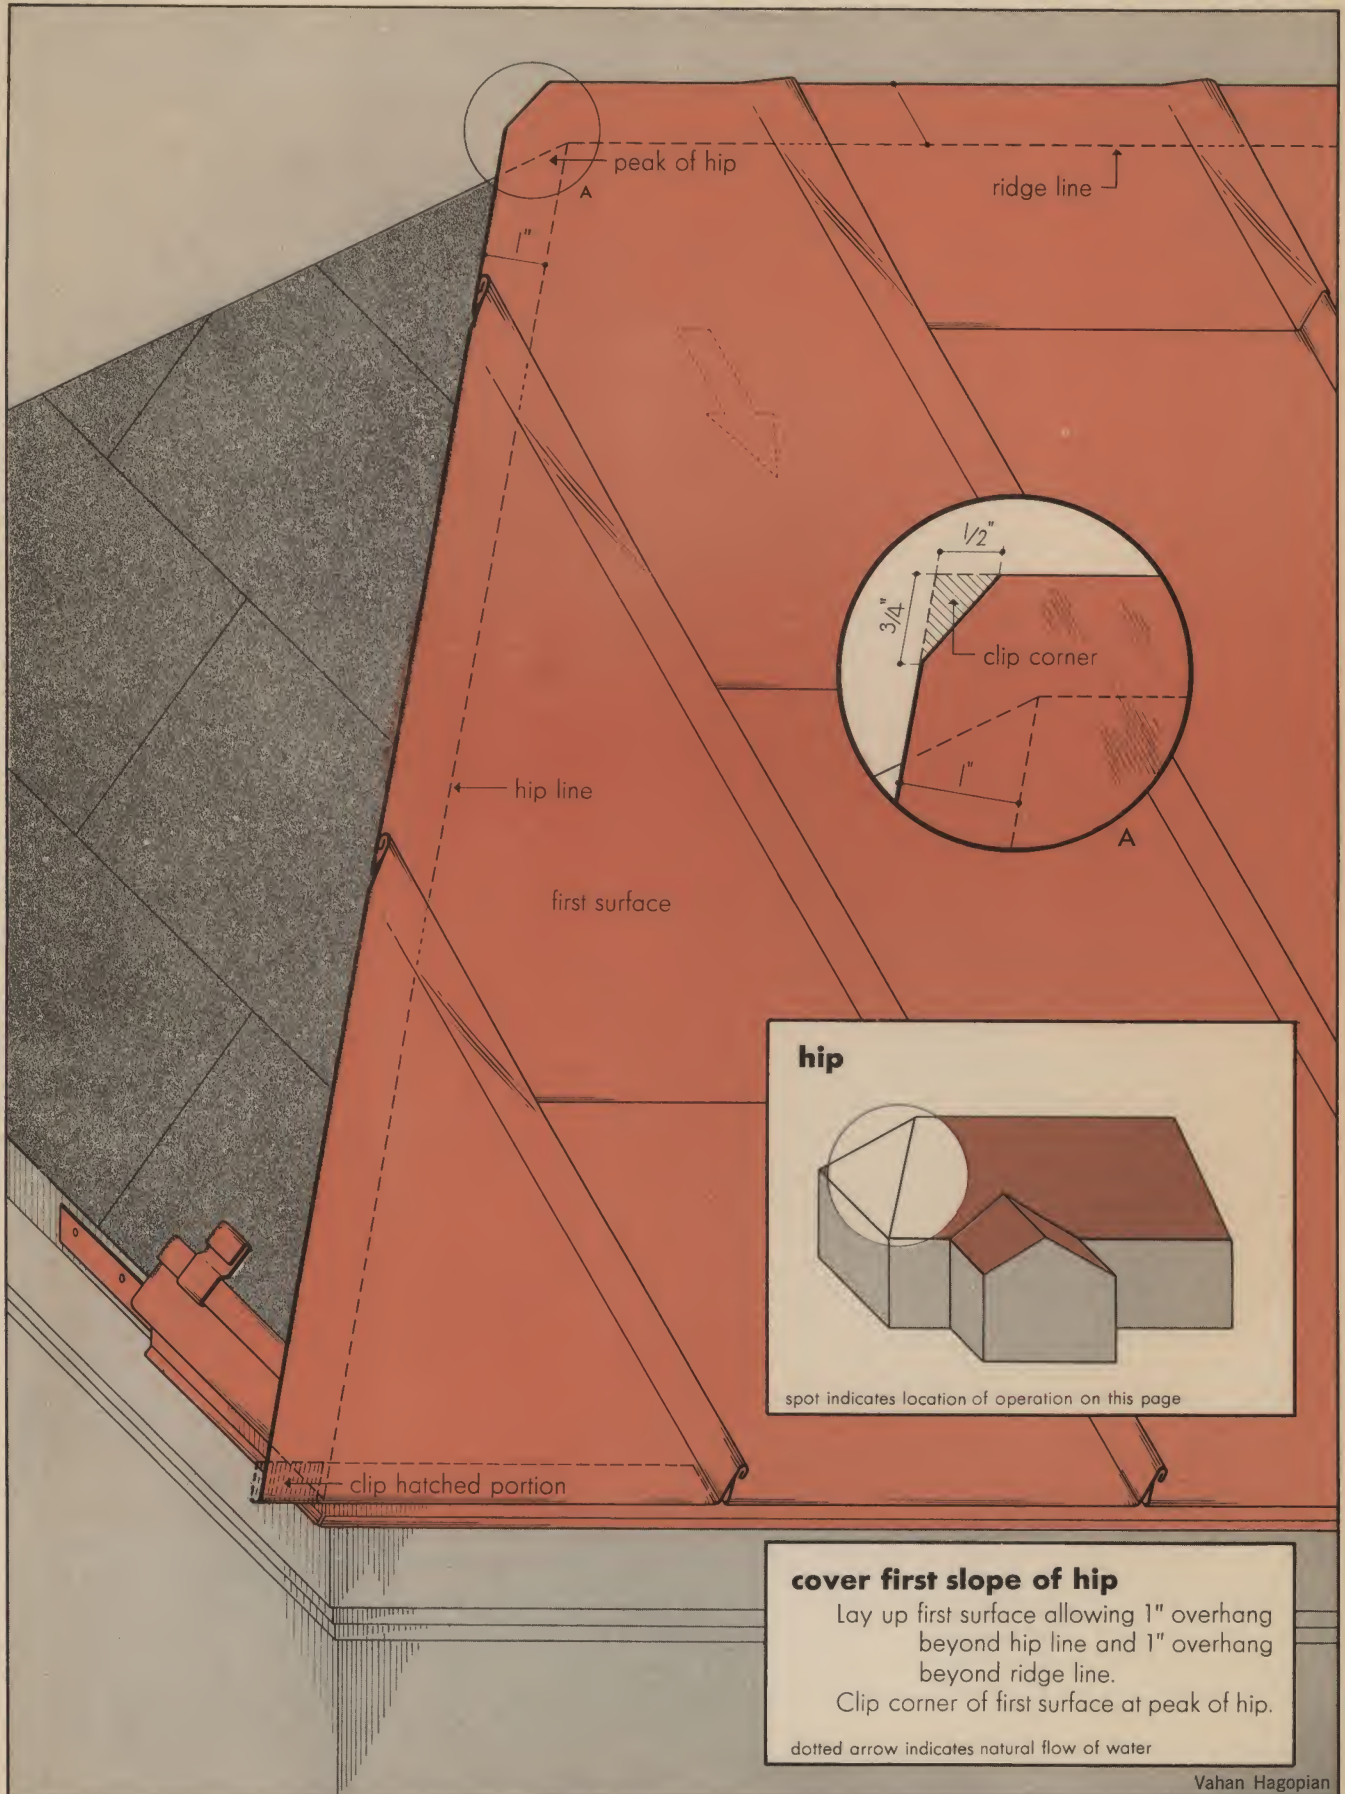 peak of hip
A
ridge line
1"
1/2"
3/4"
clip corner
1"
A
hip line
first surface
hip
spot indicates location of operation on this page
clip hatched portion
cover first slope of hip
Lay up first surface allowing 1" overhang
beyond hip line and 1" overhang
beyond ridge line.
Clip corner of first surface at peak of hip.
dotted arrow indicates natural flow of water
Vahan Hagopian